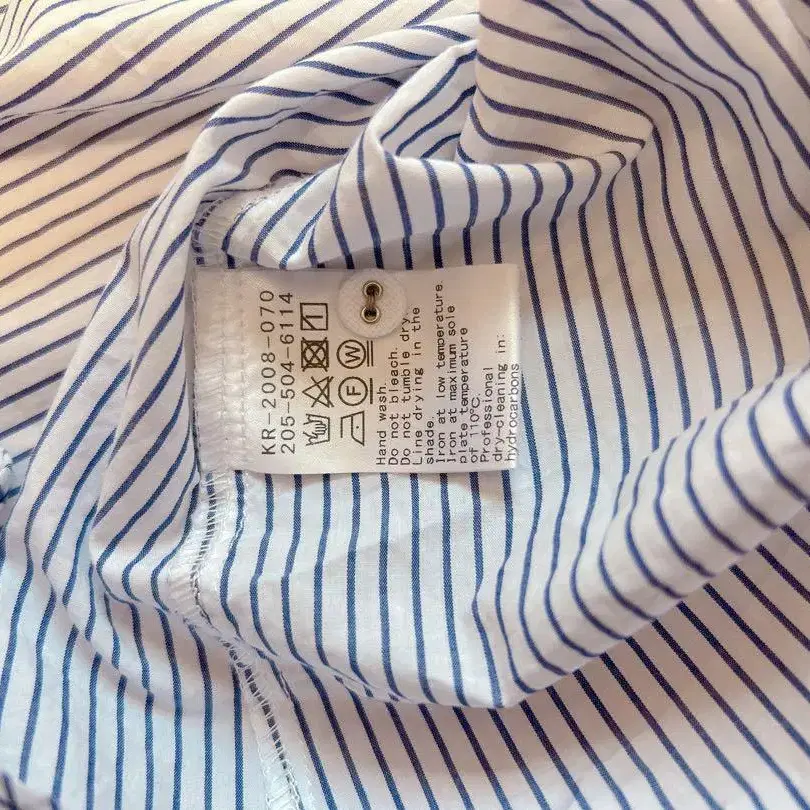 KR-2008-070
205-504-6114
Hand wash.
Do not bleach.
Do not tumble dry.
Line drying in the
shade.
Iron at low temperature
Iron at maximum sole
plate temperature
of 110°C.
Professional
dry-cleaning in:
hydrocarbons